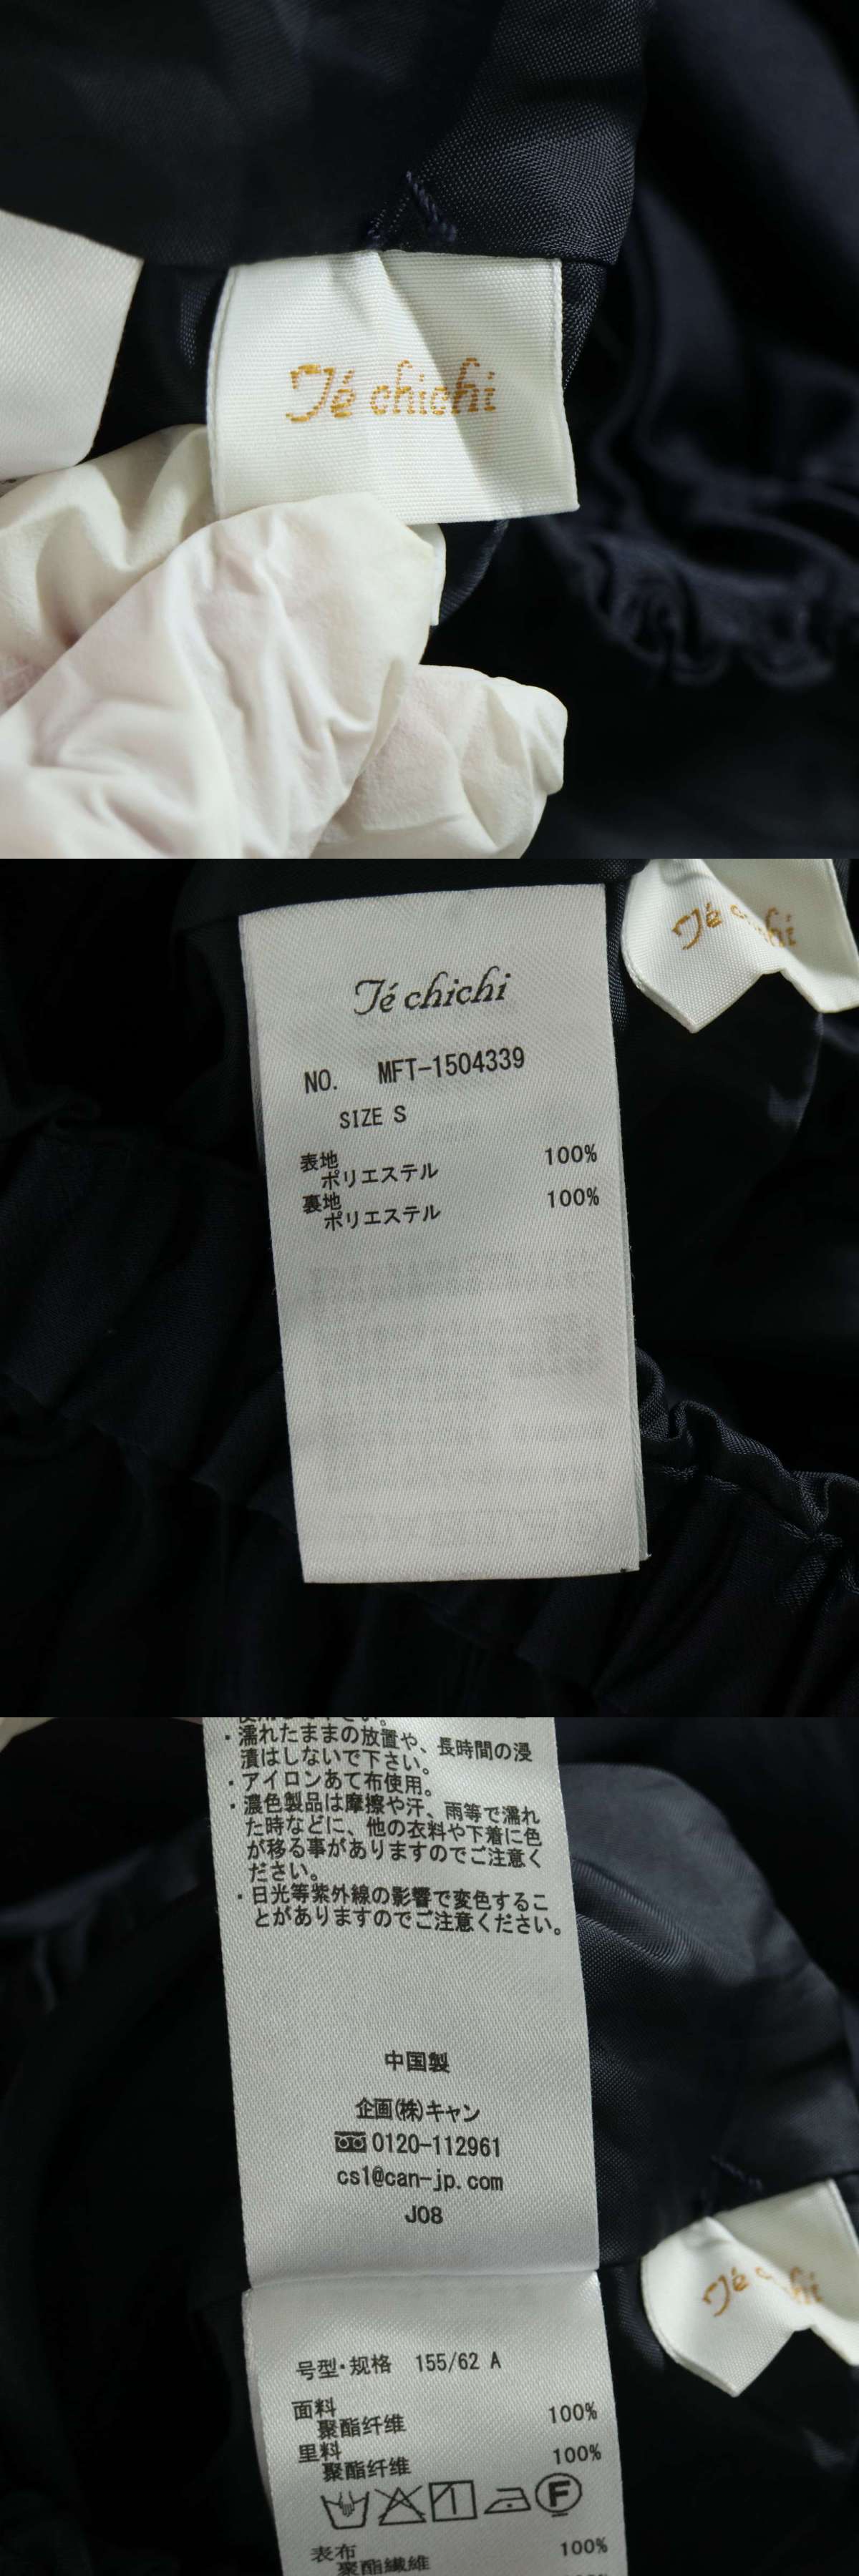 Té chichi
Té chichi
Té chichi
NO. MFT-1504339
SIZE S
表地
ポリエステル 100%
裏地
ポリエステル 100%
・濡れたままの放置や、長時間の浸
漬はしないで下さい。
・アイロンあて布使用。
・濃色製品は摩擦や汗、雨等で濡れ
た時などに、他の衣料や下着に色
が移る事がありますのでご注意く
ださい。
・日光等紫外線の影響で変色するこ
とがありますのでご注意ください。
中国製
企画(株)キャン
0120-112961
cs1@can-jp.com
J08
Té chichi
号型・规格 155/62 A
面料
聚酯纤维 100%
里料
聚酯纤维 100%
F
表布 100%
聚酯纖維